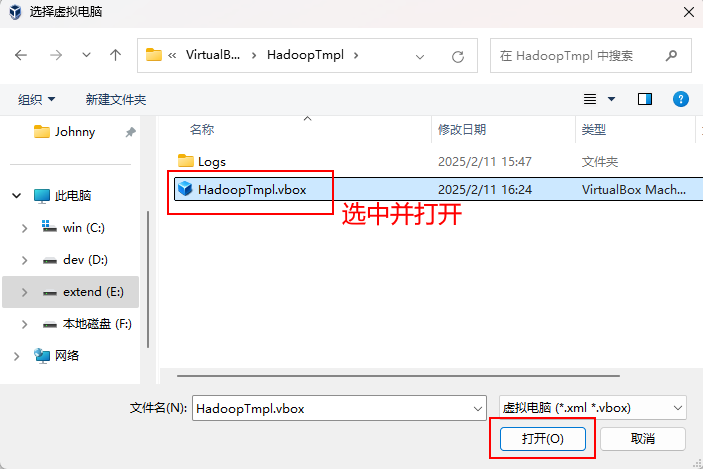 选择虚拟电脑
« VirtualB... › HadoopTmpl ›
在 HadoopTmpl 中搜索
组织 新建文件夹
Johnny
此电脑
win (C:)
dev (D:)
extend (E:)
本地磁盘 (F:)
网络
名称 修改日期 类型
Logs 2025/2/11 15:47 文件夹
HadoopTmpl.vbox 2025/2/11 16:24 VirtualBox Mach...
选中并打开
文件名(N): HadoopTmpl.vbox 虚拟电脑 (*.xml *.vbox)
打开(O) 取消